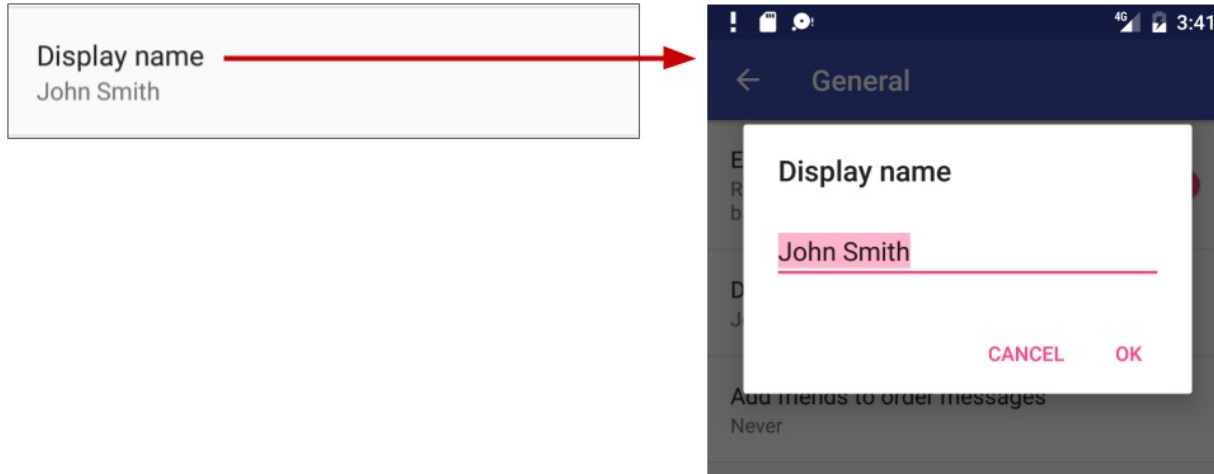 Display name
John Smith
4G 3:41
General
E
R
b
Display name
John Smith
D
J
CANCEL OK
Add friends to order messages
Never